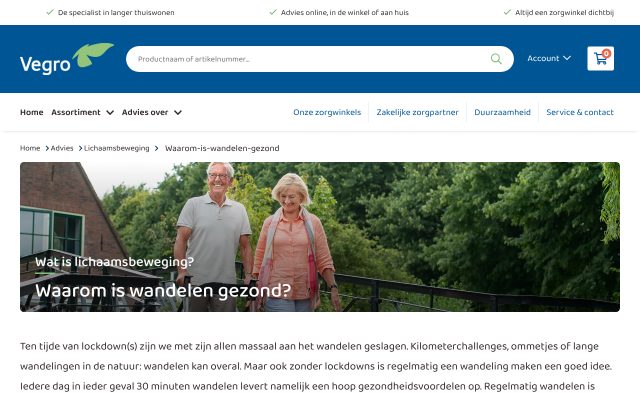 De specialist in langer thuiswonen
Advies online, in de winkel of aan huis
Altijd een zorgwinkel dichtbij
Vegro
Productnaam of artikelnummer...
Account
0
Home
Assortiment
Advies over
Onze zorgwinkels
Zakelijke zorgpartner
Duurzaamheid
Service & contact
Home
Advies
Lichaamsbeweging
Waarom-is-wandelen-gezond
Wat is lichaamsbeweging?
Waarom is wandelen gezond?
Ten tijde van lockdown(s) zijn we met zijn allen massaal aan het wandelen geslagen. Kilometerchallenges, ommetjes of lange
wandelingen in de natuur: wandelen kan overal. Maar ook zonder lockdowns is regelmatig een wandeling maken een goed idee.
Iedere dag in ieder geval 30 minuten wandelen levert namelijk een hoop gezondheidsvoordelen op. Regelmatig wandelen is